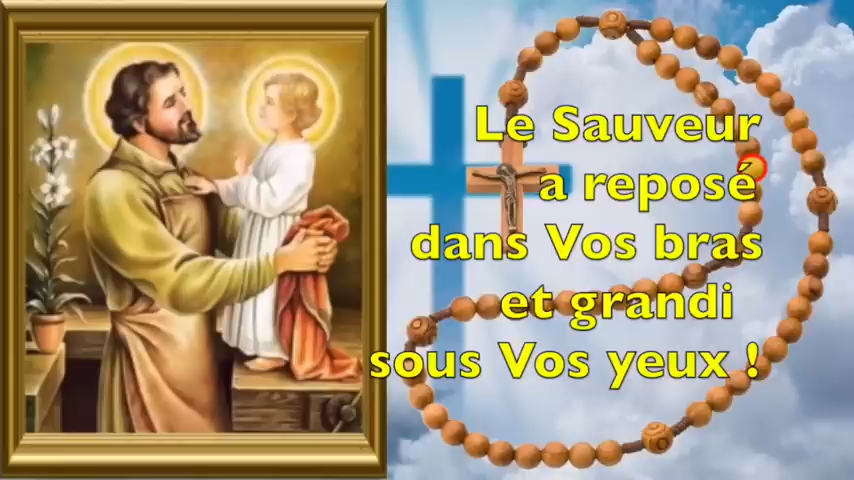 Le Sauveur
a reposé
dans Vos bras
et grandi
sous Vos yeux !